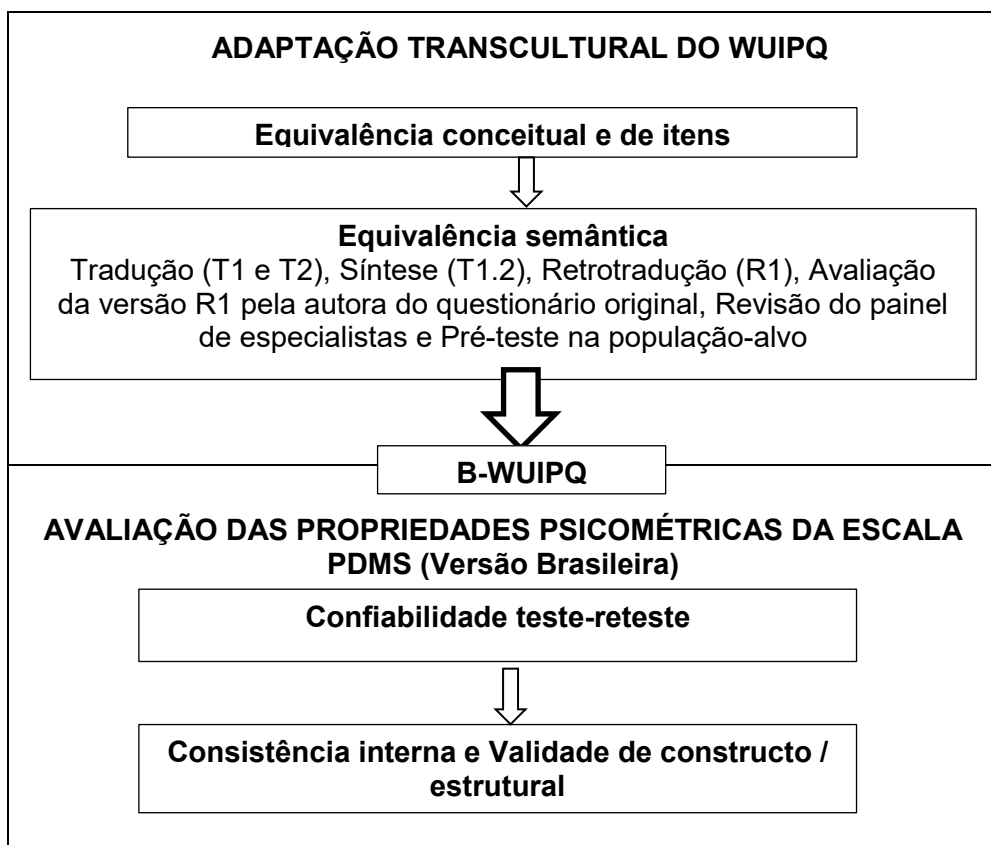 ADAPTAÇÃO TRANSCULTURAL DO WUIPQ
Equivalência conceitual e de itens
Equivalência semântica
Tradução (T1 e T2), Síntese (T1.2), Retrotradução (R1), Avaliação
da versão R1 pela autora do questionário original, Revisão do painel
de especialistas e Pré-teste na população-alvo
B-WUIPQ
AVALIAÇÃO DAS PROPRIEDADES PSICOMÉTRICAS DA ESCALA
PDMS (Versão Brasileira)
Confiabilidade teste-reteste
Consistência interna e Validade de constructo /
estrutural